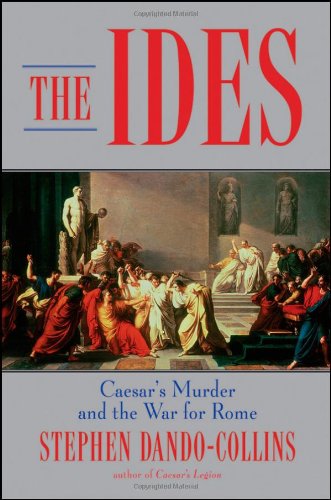 THE IDES
Caesar's Murder
and the War for Rome
STEPHEN DANDO-COLLINS
author of Caesar's Legion